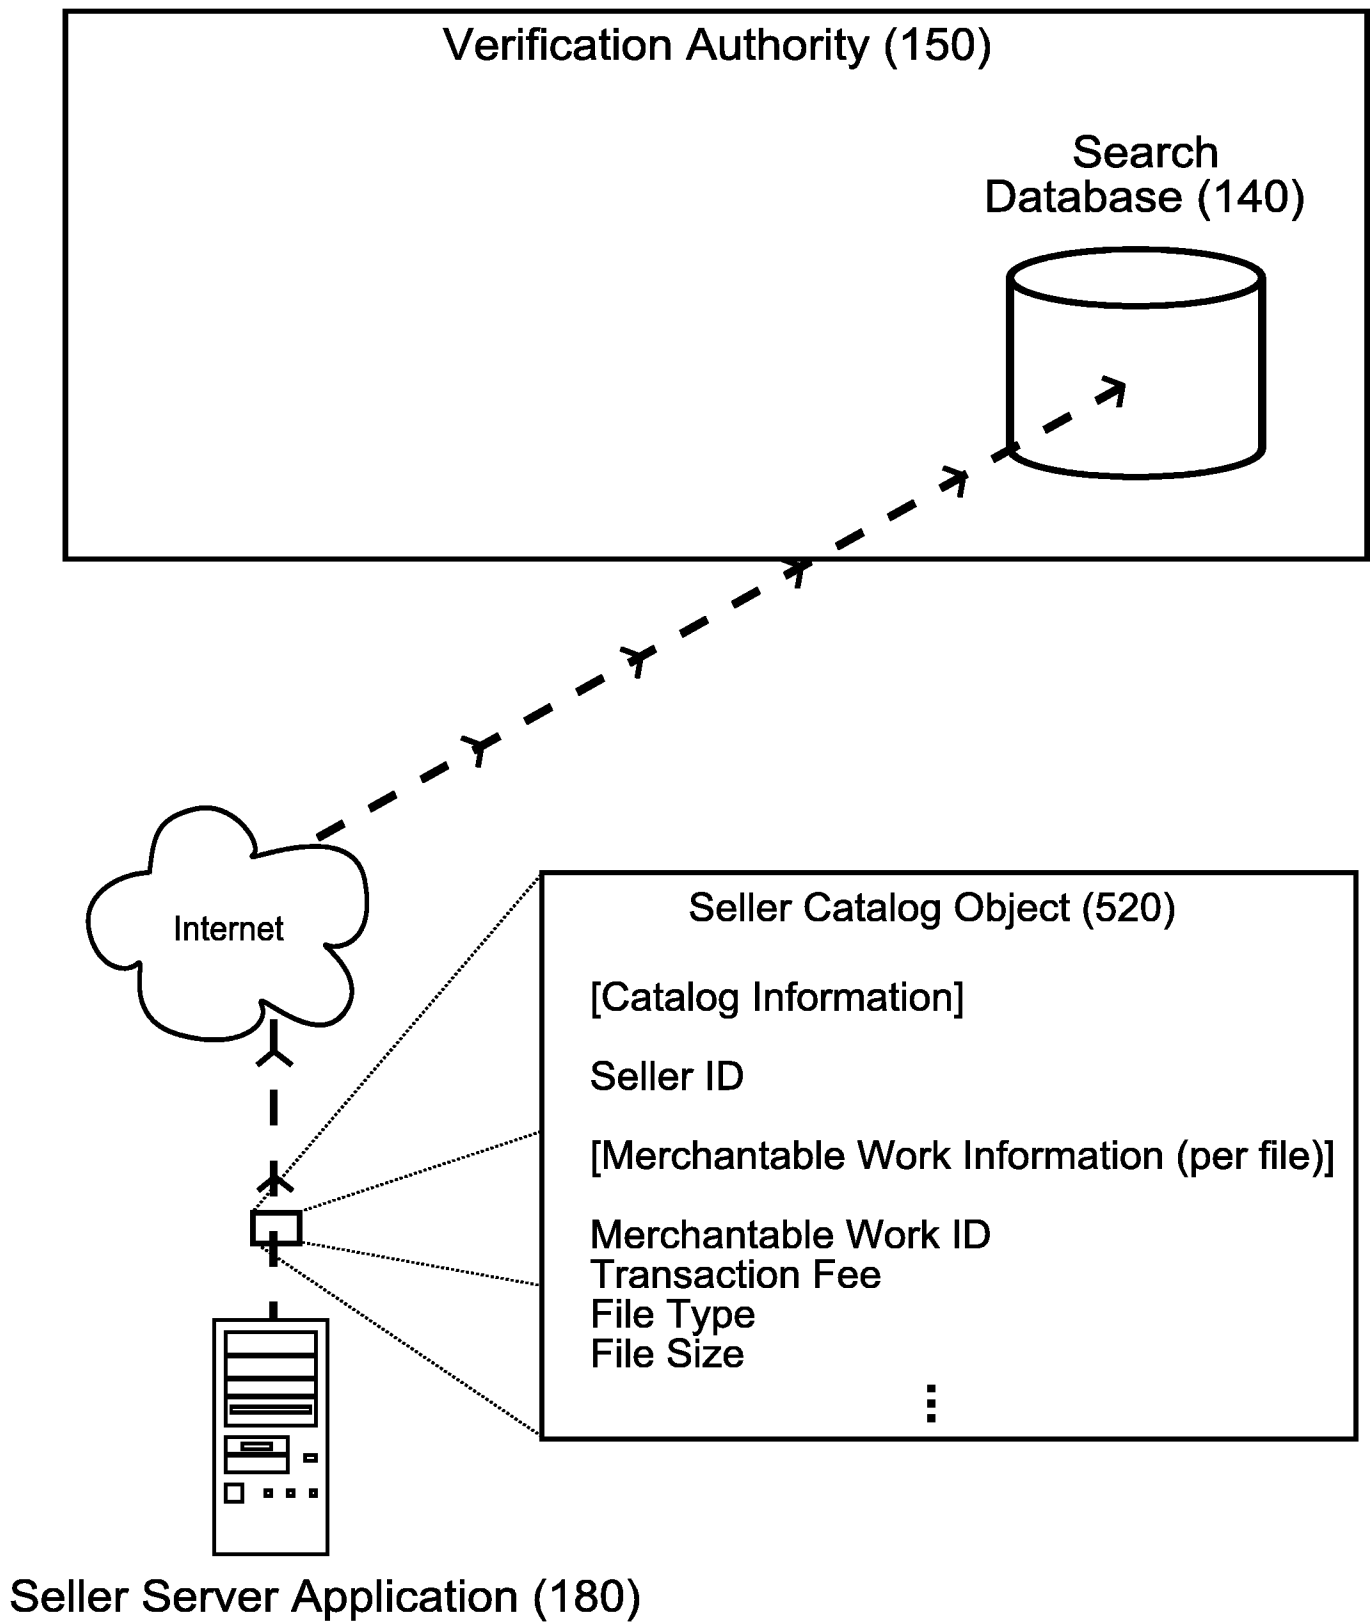 Verification Authority (150)
Search
Database (140)
Internet
Seller Catalog Object (520)
[Catalog Information]
Seller ID
[Merchantable Work Information (per file)]
Merchantable Work ID
Transaction Fee
File Type
File Size
⋮
Seller Server Application (180)